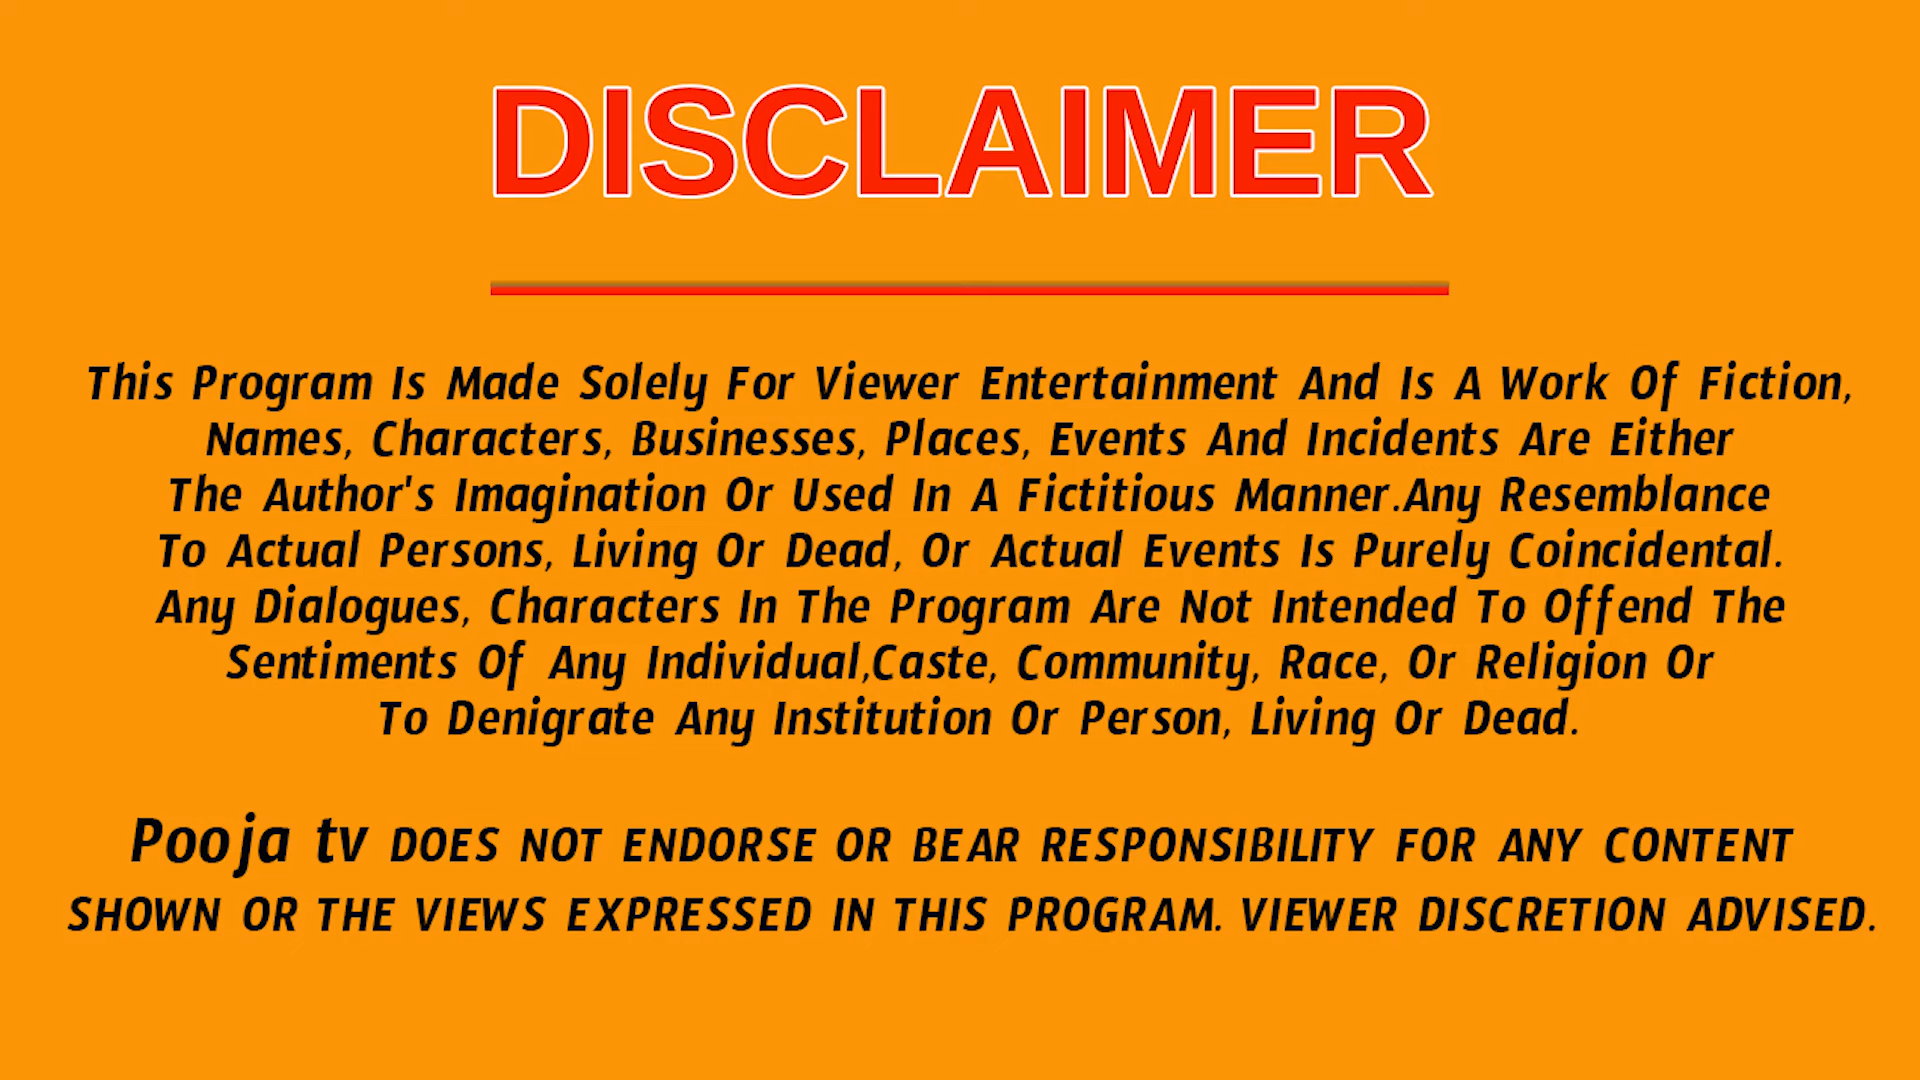 DISCLAIMER
This Program Is Made Solely For Viewer Entertainment And Is A Work Of Fiction,
Names, Characters, Businesses, Places, Events And Incidents Are Either
The Author's Imagination Or Used In A Fictitious Manner.Any Resemblance
To Actual Persons, Living Or Dead, Or Actual Events Is Purely Coincidental.
Any Dialogues, Characters In The Program Are Not Intended To Offend The
Sentiments Of Any Individual,Caste, Community, Race, Or Religion Or
To Denigrate Any Institution Or Person, Living Or Dead.
Pooja tv DOES NOT ENDORSE OR BEAR RESPONSIBILITY FOR ANY CONTENT
SHOWN OR THE VIEWS EXPRESSED IN THIS PROGRAM. VIEWER DISCRETION ADVISED.